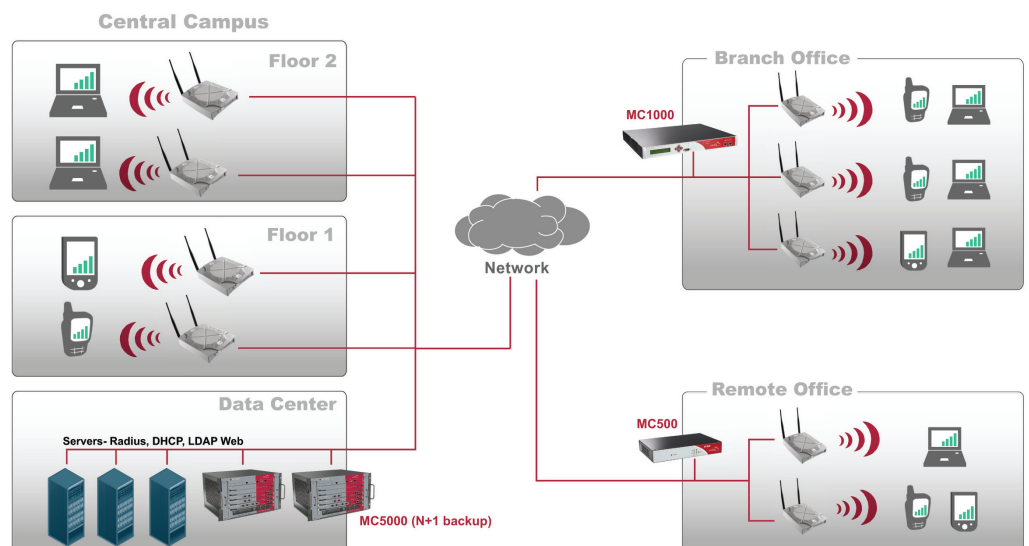 Central Campus
Floor 2
Floor 1
Data Center
Servers- Radius, DHCP, LDAP Web
MC5000 (N+1 backup)
Network
Branch Office
MC1000
Remote Office
MC500